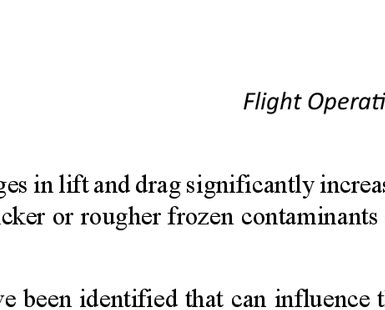 Flight Operati
ges in lift and drag significantly increas
icker or rougher frozen contaminants
ve been identified that can influence t